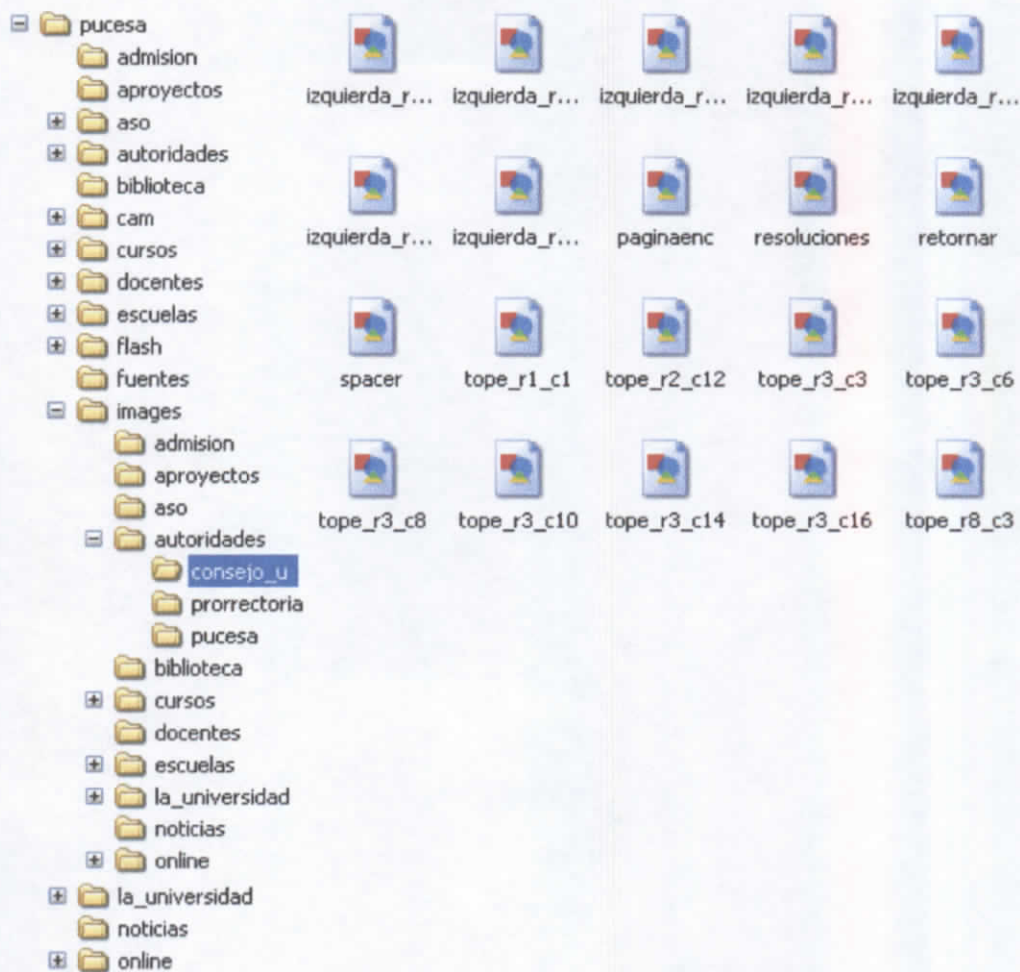 pucesa
admision
aproyectos
aso
autoridades
biblioteca
cam
cursos
docentes
escuelas
flash
fuentes
images
admision
aproyectos
aso
autoridades
consejo_u
prorrectoria
pucesa
biblioteca
cursos
docentes
escuelas
la_universidad
noticias
online
la_universidad
noticias
online
izquierda_r... izquierda_r... izquierda_r... izquierda_r... izquierda_r...
izquierda_r... izquierda_r... paginaenc resoluciones retornar
spacer tope_r1_c1 tope_r2_c12 tope_r3_c3 tope_r3_c6
tope_r3_c8 tope_r3_c10 tope_r3_c14 tope_r3_c16 tope_r8_c3